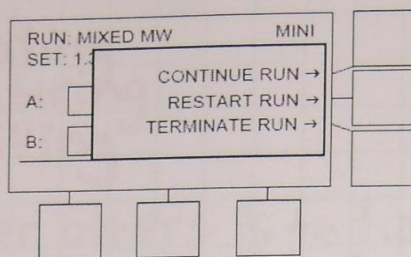 RUN: MIXED MW MINI
SET: 1.
CONTINUE RUN →
A: RESTART RUN →
TERMINATE RUN →
B: